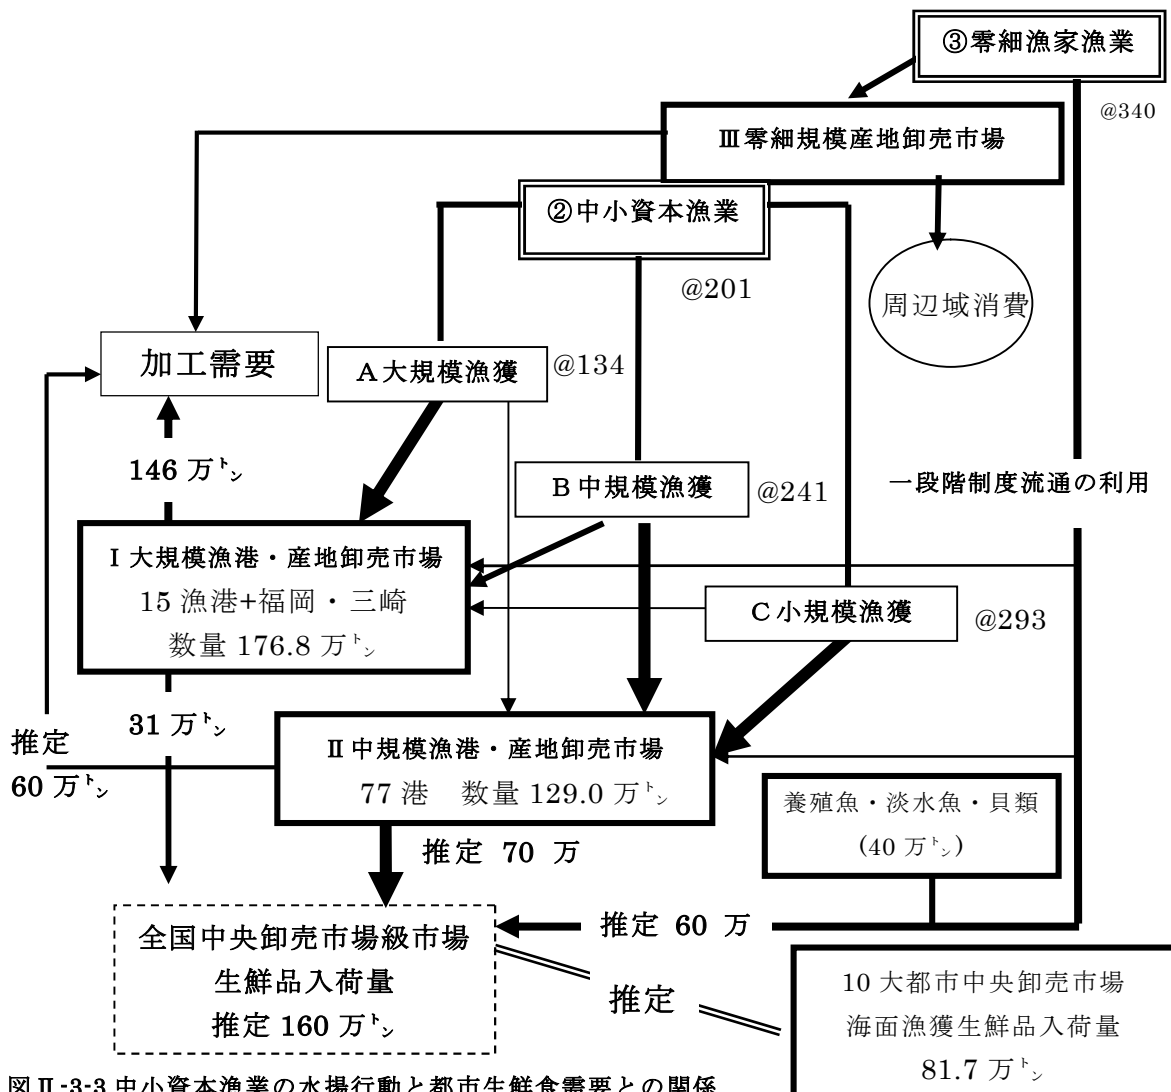 ③零細漁家漁業
@340
Ⅲ零細規模産地卸売市場
②中小資本漁業
@201
周辺域消費
加工需要
A大規模漁獲
@134
146 万㌧
B中規模漁獲
@241
一段階制度流通の利用
Ⅰ大規模漁港・産地卸売市場
15 漁港+福岡・三崎
数量 176.8 万㌧
C小規模漁獲
@293
推定
60 万㌧
31 万㌧
Ⅱ中規模漁港・産地卸売市場
77 港 数量 129.0 万㌧
養殖魚・淡水魚・貝類
(40 万㌧)
推定 70 万
推定 60 万
全国中央卸売市場級市場
生鮮品入荷量
推定 160 万㌧
推定
10 大都市中央卸売市場
海面漁獲生鮮品入荷量
81.7 万㌧
図Ⅱ-3-3 中小資本漁業の水揚行動と都市生鮮食需要との関係